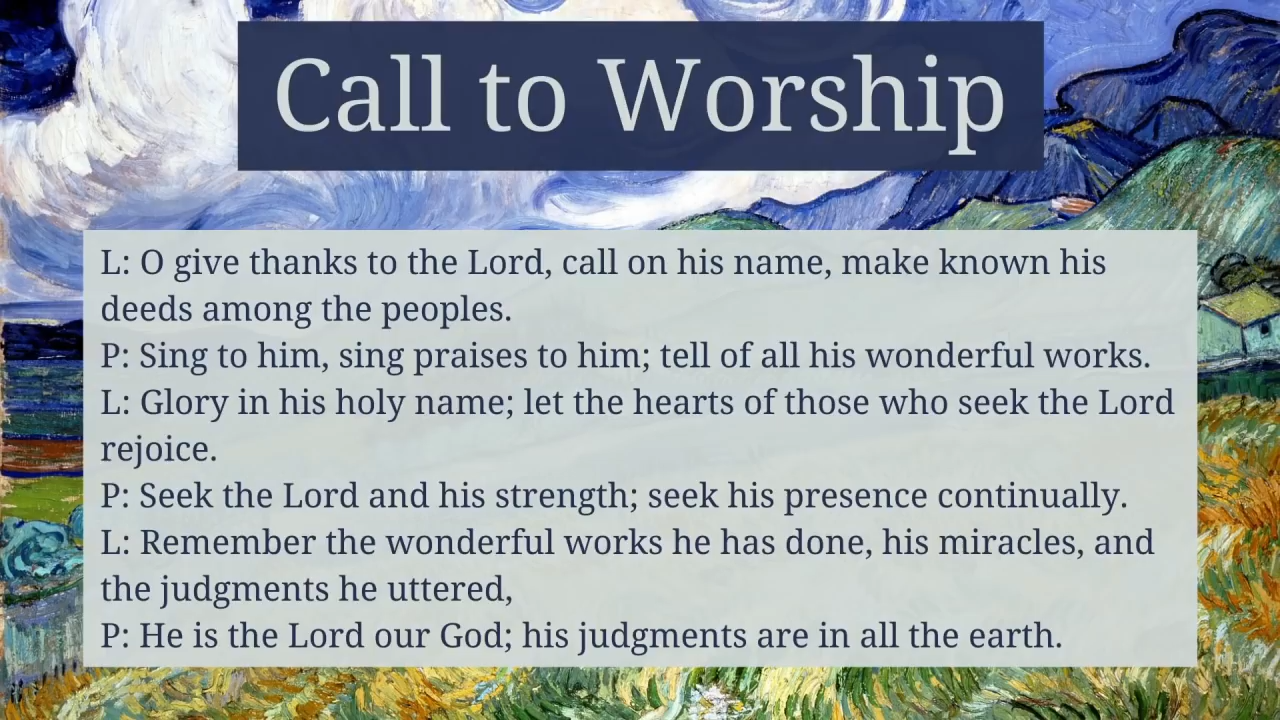 Call to Worship
L: O give thanks to the Lord, call on his name, make known his
deeds among the peoples.
P: Sing to him, sing praises to him; tell of all his wonderful works.
L: Glory in his holy name; let the hearts of those who seek the Lord
rejoice.
P: Seek the Lord and his strength; seek his presence continually.
L: Remember the wonderful works he has done, his miracles, and
the judgments he uttered,
P: He is the Lord our God; his judgments are in all the earth.